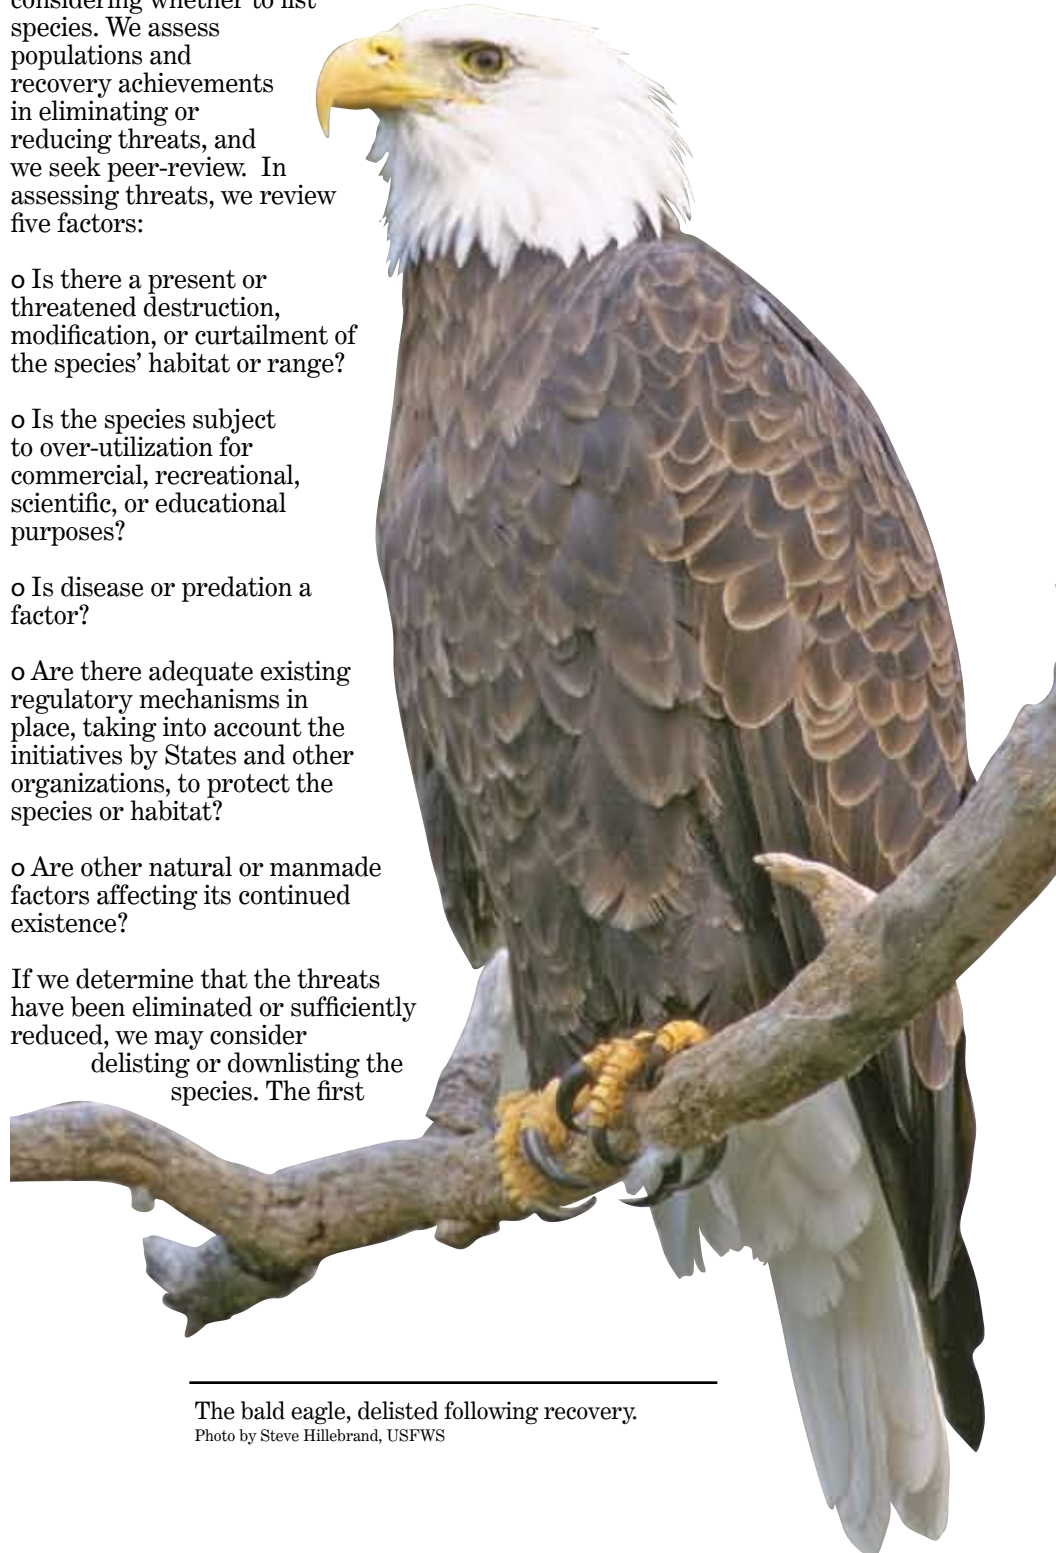 considering whether to list
species. We assess
populations and
recovery achievements
in eliminating or
reducing threats, and
we seek peer-review.  In
assessing threats, we review
five factors:
o Is there a present or
threatened destruction,
modification, or curtailment of
the species’ habitat or range?
o Is the species subject
to over-utilization for
commercial, recreational,
scientific, or educational
purposes?
o Is disease or predation a
factor?
o Are there adequate existing
regulatory mechanisms in
place, taking into account the
initiatives by States and other
organizations, to protect the
species or habitat?
o Are other natural or manmade
factors affecting its continued
existence?
If we determine that the threats
have been eliminated or sufficiently
reduced, we may consider
delisting or downlisting the
species. The first
The bald eagle, delisted following recovery.
Photo by Steve Hillebrand, USFWS